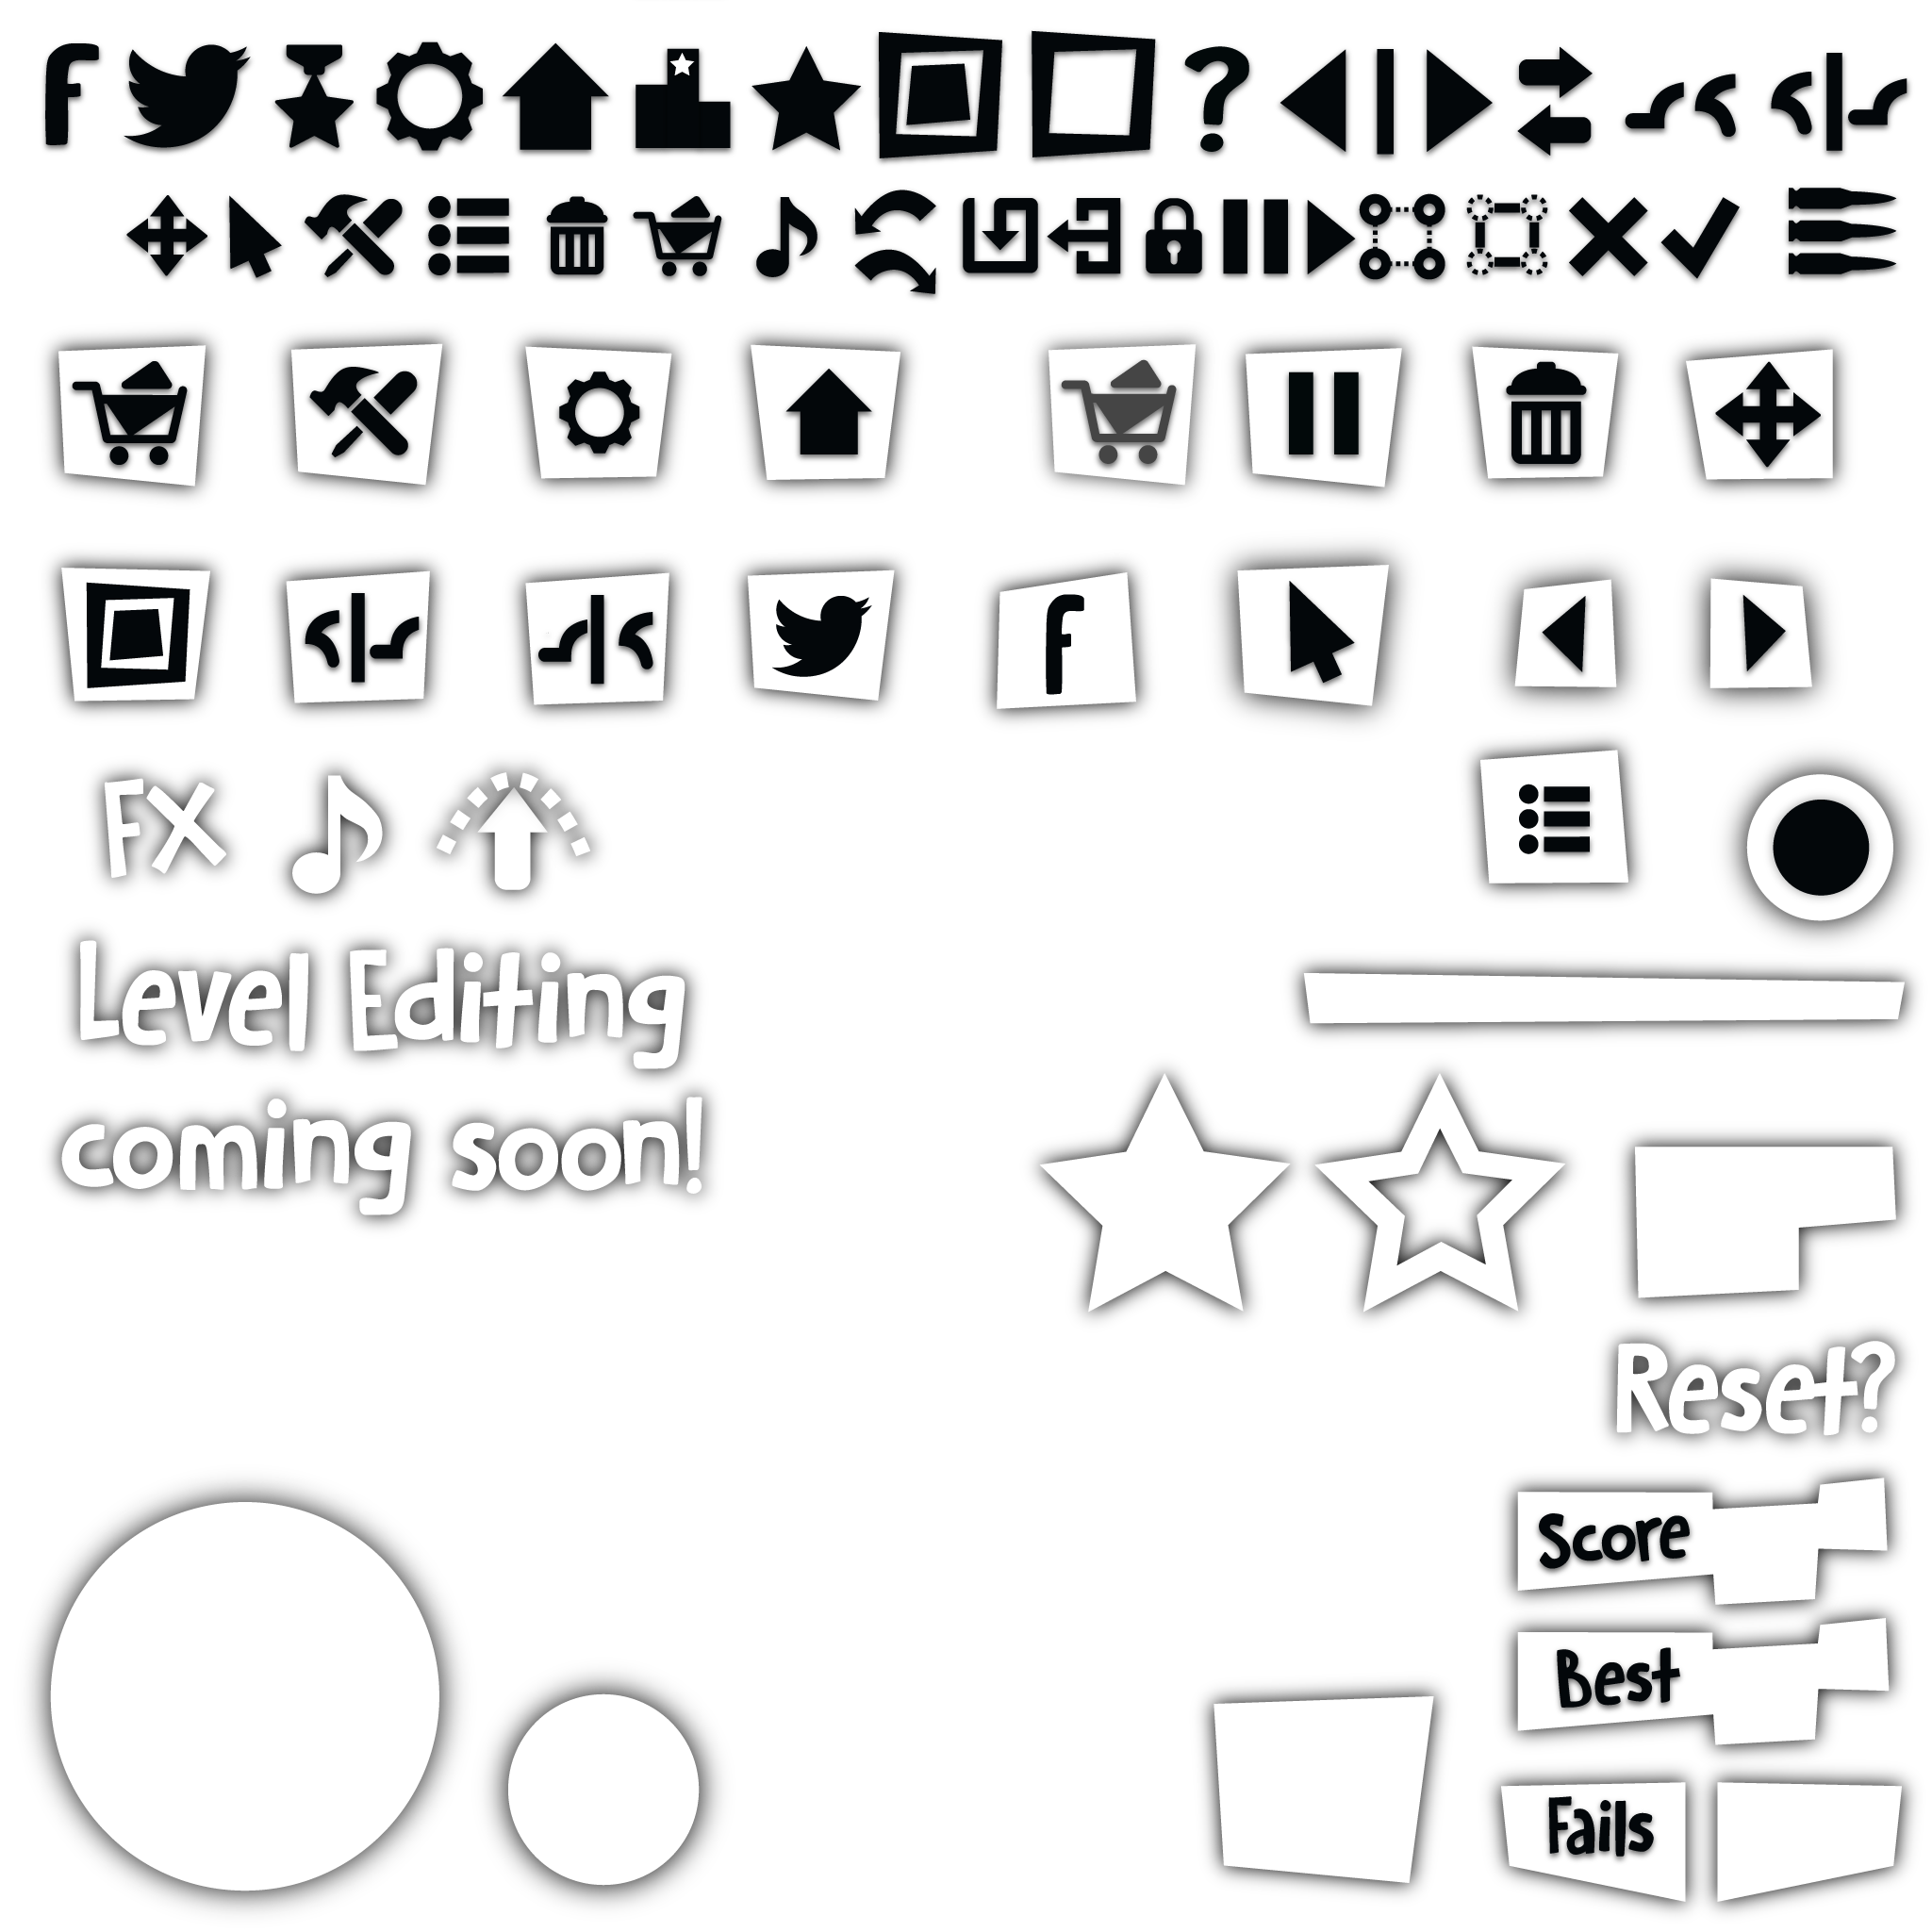 f
?
f
FX
Level Editing
coming soon!
Reset?
Score
Best
Fails